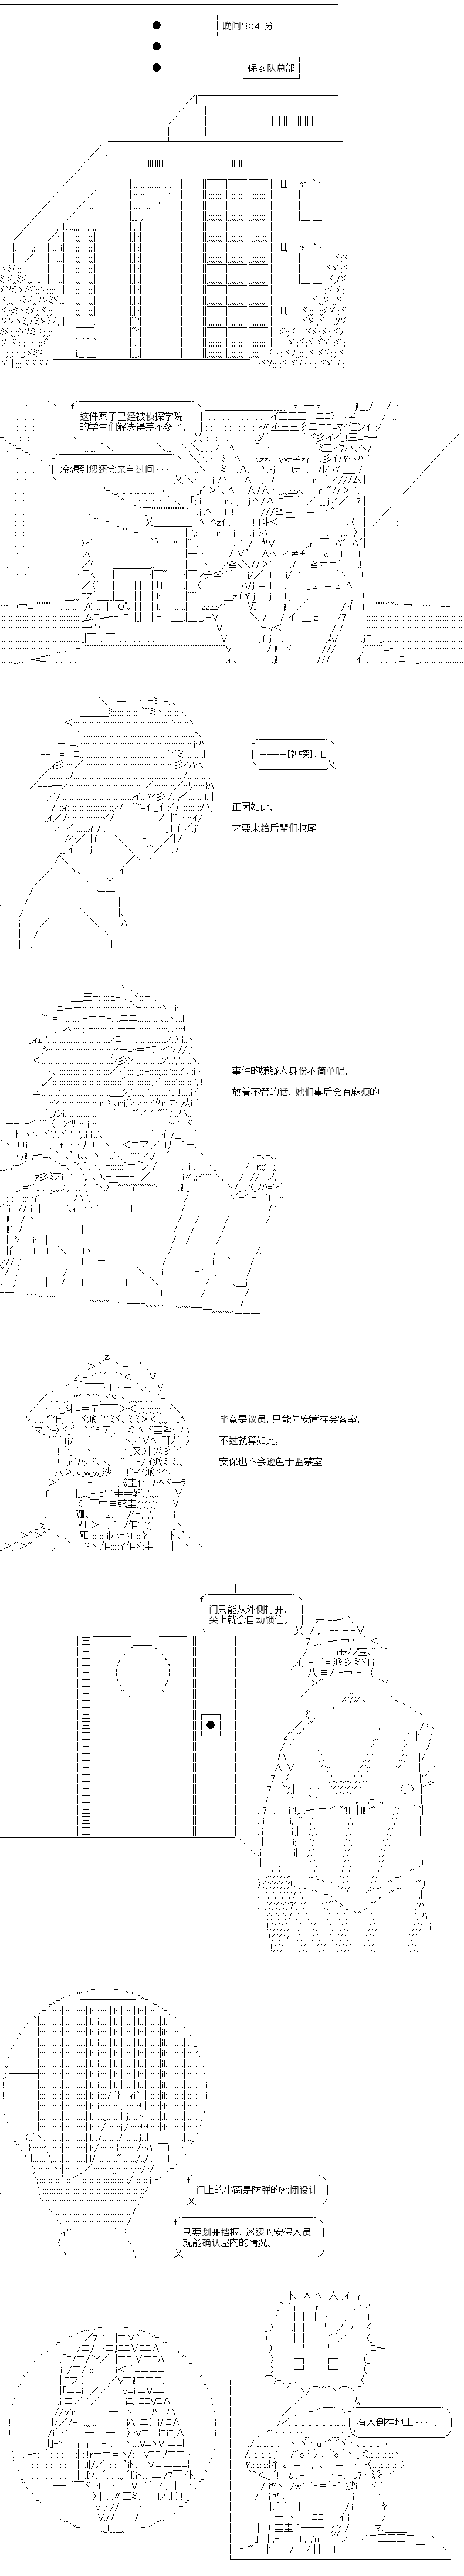 晚间18:45分
保安队总部
这件案子已经被侦探学院
的学生们解决得差不多了，
没想到您还会亲自过问···
————【神探】，L
正因如此，
才要来给后辈们收尾
事件的嫌疑人身份不简单呢，
放着不管的话，她们事后会有麻烦的
毕竟是议员，只能先安置在会客室，
不过就算如此，
安保也不会逊色于监禁室
门只能从外侧打开，
关上就会自动锁住。
门上的小窗是防弹的密闭设计
只要划开挡板，巡逻的安保人员
就能确认屋内的情况。
有人倒在地上···！